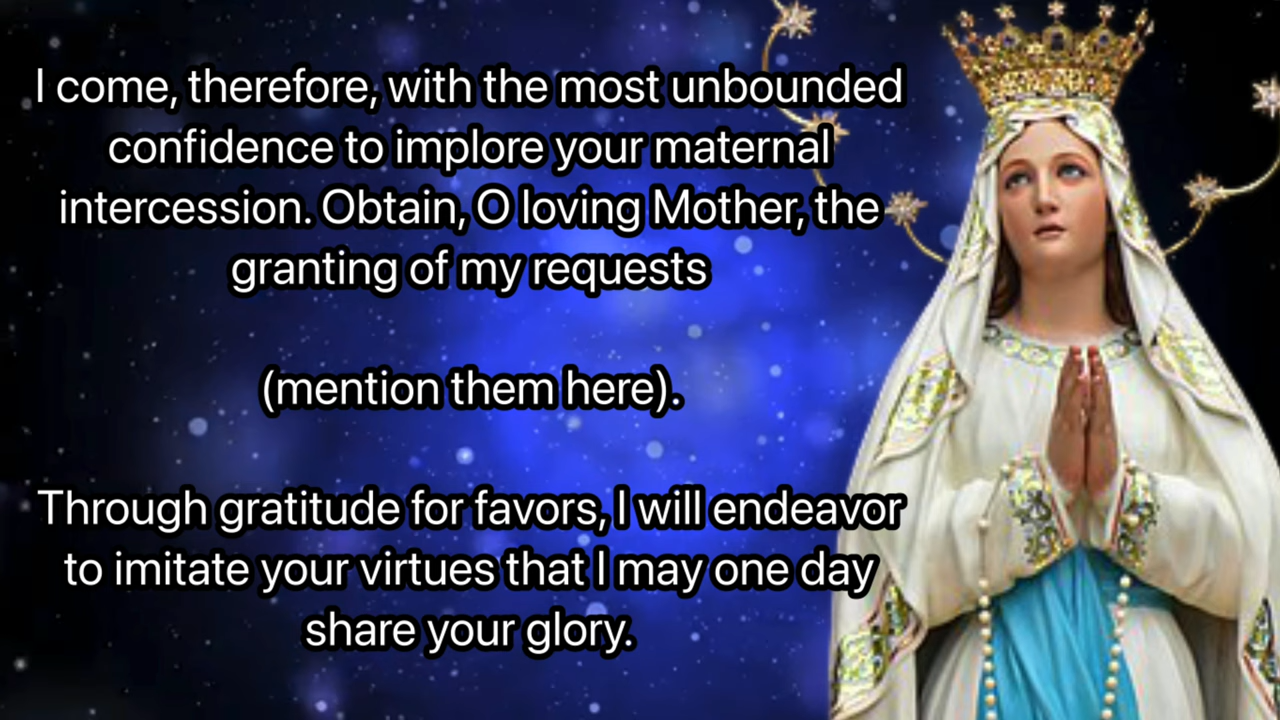 I come, therefore, with the most unbounded
confidence to implore your maternal
intercession. Obtain, O loving Mother, the
granting of my requests
(mention them here).
Through gratitude for favors, I will endeavor
to imitate your virtues that I may one day
share your glory.